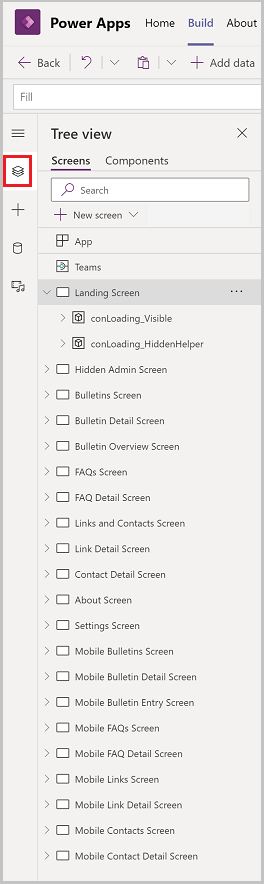 Power Apps Home Build About
Back Add data
Fill
Tree view
Screens Components
Search
New screen
App
Teams
Landing Screen
conLoading_Visible
conLoading_HiddenHelper
Hidden Admin Screen
Bulletins Screen
Bulletin Detail Screen
Bulletin Overview Screen
FAQs Screen
FAQ Detail Screen
Links and Contacts Screen
Link Detail Screen
Contact Detail Screen
About Screen
Settings Screen
Mobile Bulletins Screen
Mobile Bulletin Detail Screen
Mobile Bulletin Entry Screen
Mobile FAQs Screen
Mobile FAQ Detail Screen
Mobile Links Screen
Mobile Link Detail Screen
Mobile Contacts Screen
Mobile Contact Detail Screen